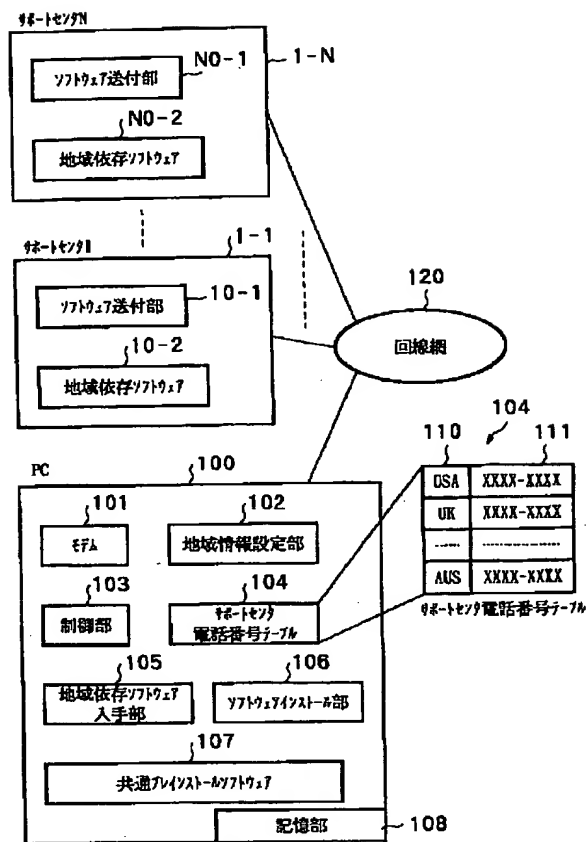 サポートセンタN
1-N
N0-1
ソフトウェア送付部
N0-2
地域依存ソフトウェア
サポートセンタ1
1-1
10-1
ソフトウェア送付部
10-2
地域依存ソフトウェア
120
回線網
PC
100
101
モデム
102
地域情報設定部
103
制御部
104
サポートセンタ
電話番号テーブル
105
地域依存ソフトウェア
入手部
106
ソフトウェアインストール部
107
共通プレインストールソフトウェア
記憶部
108
104
110
111
USA XXXX-XXXX
UK XXXX-XXXX
AUS XXXX-XXXX
サポートセンタ電話番号テーブル